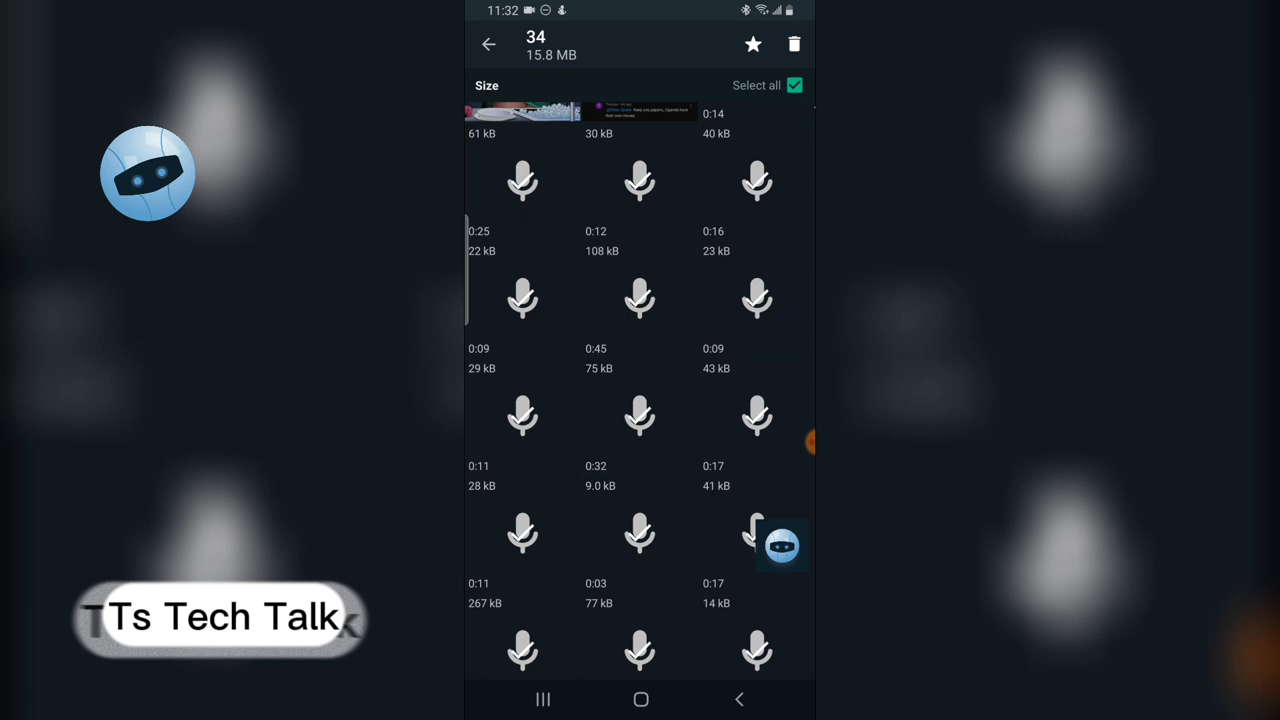 11:32
34
15.8 MB
Size
Select all
0:14
61 kB
30 kB
40 kB
0:25
0:12
0:16
22 kB
108 kB
23 kB
0:09
0:45
0:09
29 kB
75 kB
43 kB
0:11
0:32
0:17
28 kB
9.0 kB
41 kB
0:11
0:03
0:17
267 kB
77 kB
14 kB
Ts Tech Talk